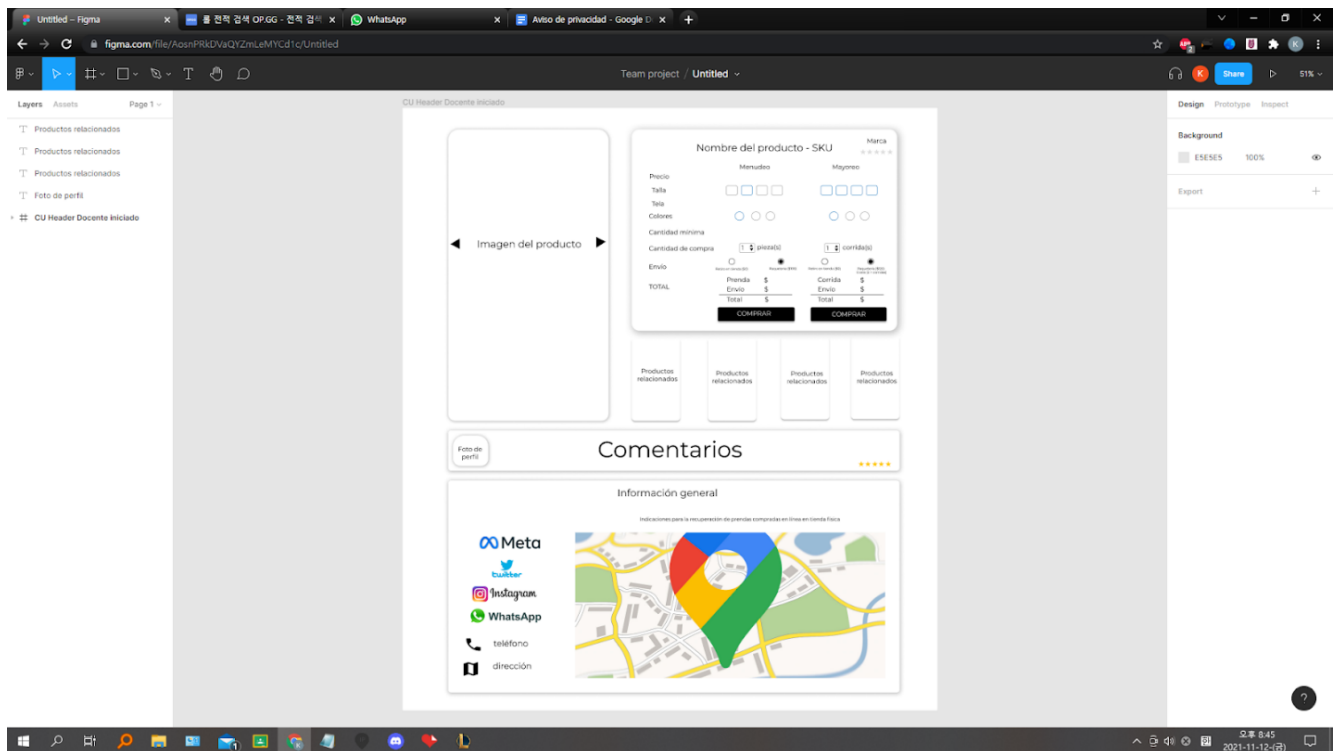 Untitled – Figma
롤 전적 검색 OP.GG - 전적 검색
WhatsApp
Aviso de privacidad - Google D
figma.com/file/AosnPRkDVaQYZmLeMYCd1c/Untitled
Team project / Untitled
K
Share
51%
Layers Assets Page 1
Productos relacionados
Productos relacionados
Productos relacionados
Foto de perfil
CU Header Docente iniciado
CU Header Docente iniciado
Imagen del producto
Nombre del producto - SKU
Marca
Menudeo Mayoreo
Precio
Talla
Tela
Colores
Cantidad mínima
Cantidad de compra 1 pieza(s) 1 corrida(s)
Envío
TOTAL
Prenda $ Corrida $
Envío $ Envío $
Total $ Total $
COMPRAR COMPRAR
Productos relacionados
Productos relacionados
Productos relacionados
Productos relacionados
Foto de
perfil
Comentarios
Información general
Indicaciones para la recuperación de prendas compradas en línea en tienda física
Meta
twitter
Instagram
WhatsApp
teléfono
dirección
Design Prototype Inspect
Background
E5E5E5 100%
Export
?
오후 8:45
2021-11-12-(금)